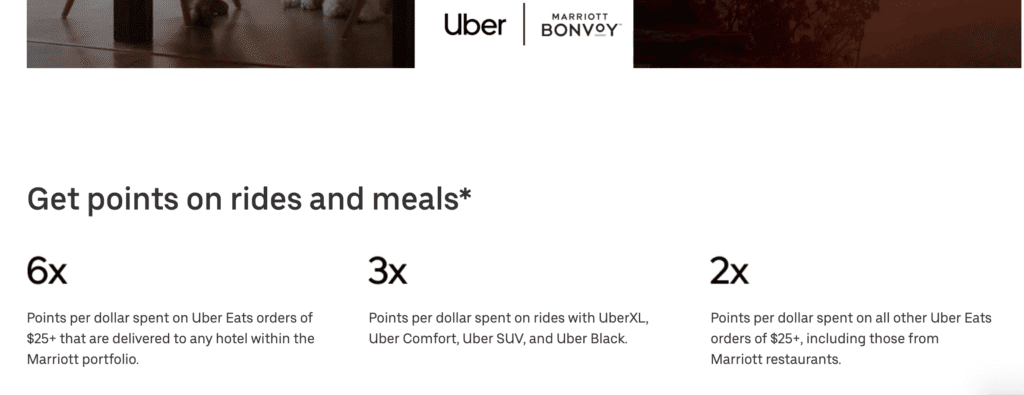 Uber
MARRIOTT
BONVOY™
Get points on rides and meals*
6x
Points per dollar spent on Uber Eats orders of
$25+ that are delivered to any hotel within the
Marriott portfolio.
3x
Points per dollar spent on rides with UberXL,
Uber Comfort, Uber SUV, and Uber Black.
2x
Points per dollar spent on all other Uber Eats
orders of $25+, including those from
Marriott restaurants.